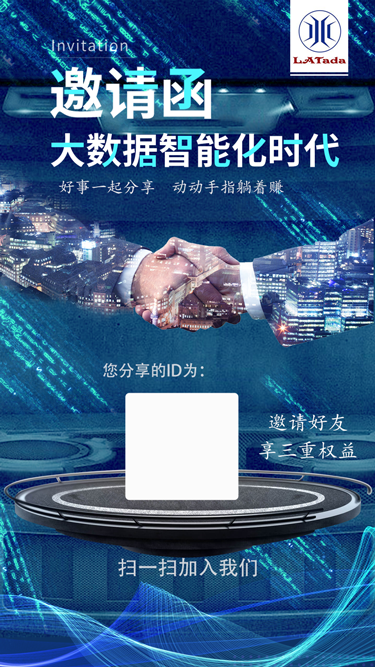 Invitation
LATada
邀请函
大数据智能化时代
好事一起分享 动动手指躺着赚
您分享的ID为：
邀请好友
享三重权益
扫一扫加入我们